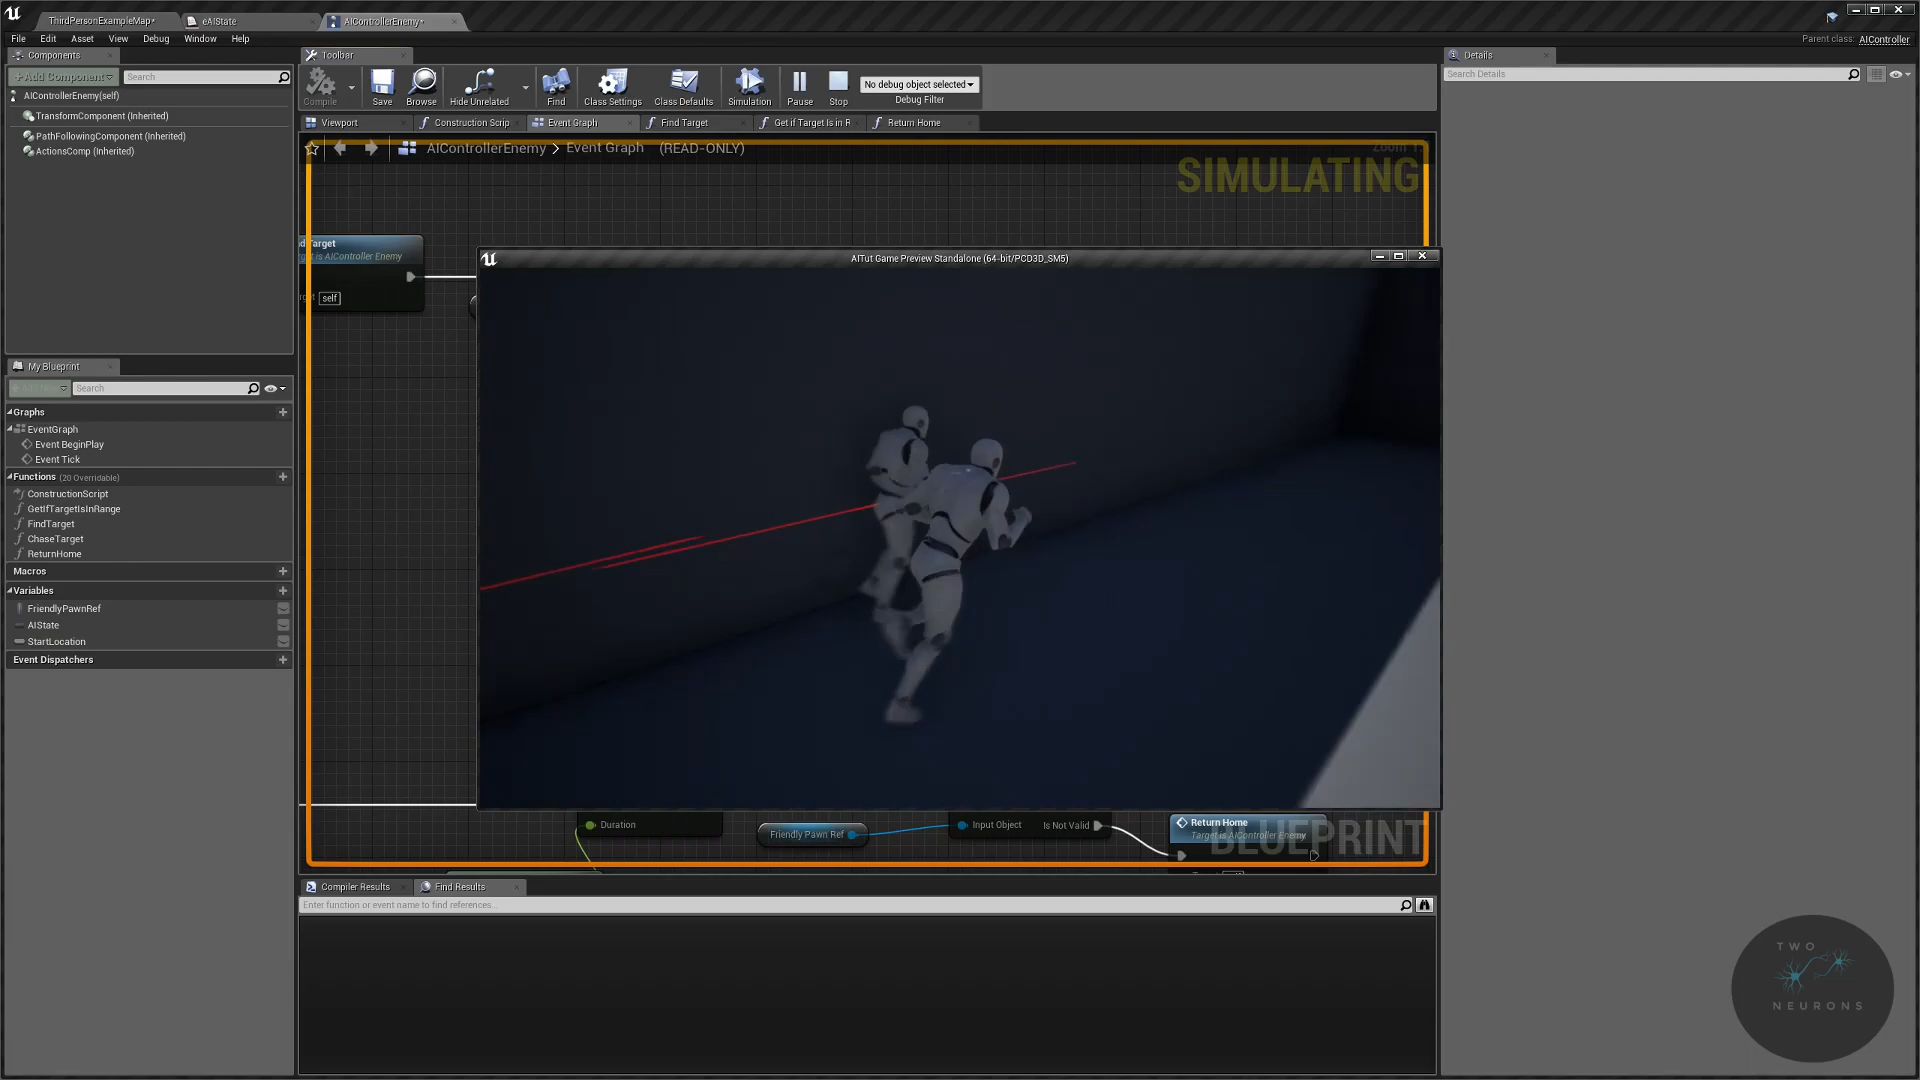 ThirdPersonExampleMap*
eAIState
AIControllerEnemy*
File Edit Asset View Debug Window Help
Parent class: AIController
Components
Toolbar
Details
+Add Component
Search
Search Details
AIControllerEnemy(self)
TransformComponent (Inherited)
PathFollowingComponent (Inherited)
ActionsComp (Inherited)
Compile
Save
Browse
Hide Unrelated
Find
Class Settings
Class Defaults
Simulation
Pause
Stop
No debug object selected
Debug Filter
Viewport
Construction Scrip
Event Graph
Find Target
Get if Target Is in R
Return Home
AIControllerEnemy > Event Graph (READ-ONLY)
SIMULATING
d Target
get is AIController Enemy
self
AITut Game Preview Standalone (64-bit/PCD3D_SM5)
My Blueprint
Search
Graphs
EventGraph
Event BeginPlay
Event Tick
Functions (20 Overridable)
ConstructionScript
GetIfTargetIsInRange
FindTarget
ChaseTarget
ReturnHome
Macros
Variables
FriendlyPawnRef
AIState
StartLocation
Event Dispatchers
Duration
Friendly Pawn Ref
Input Object
Is Not Valid
Return Home
Target is AIController Enemy
BLUEPRINT
Compiler Results
Find Results
Enter function or event name to find references...
TWO
NEURONS